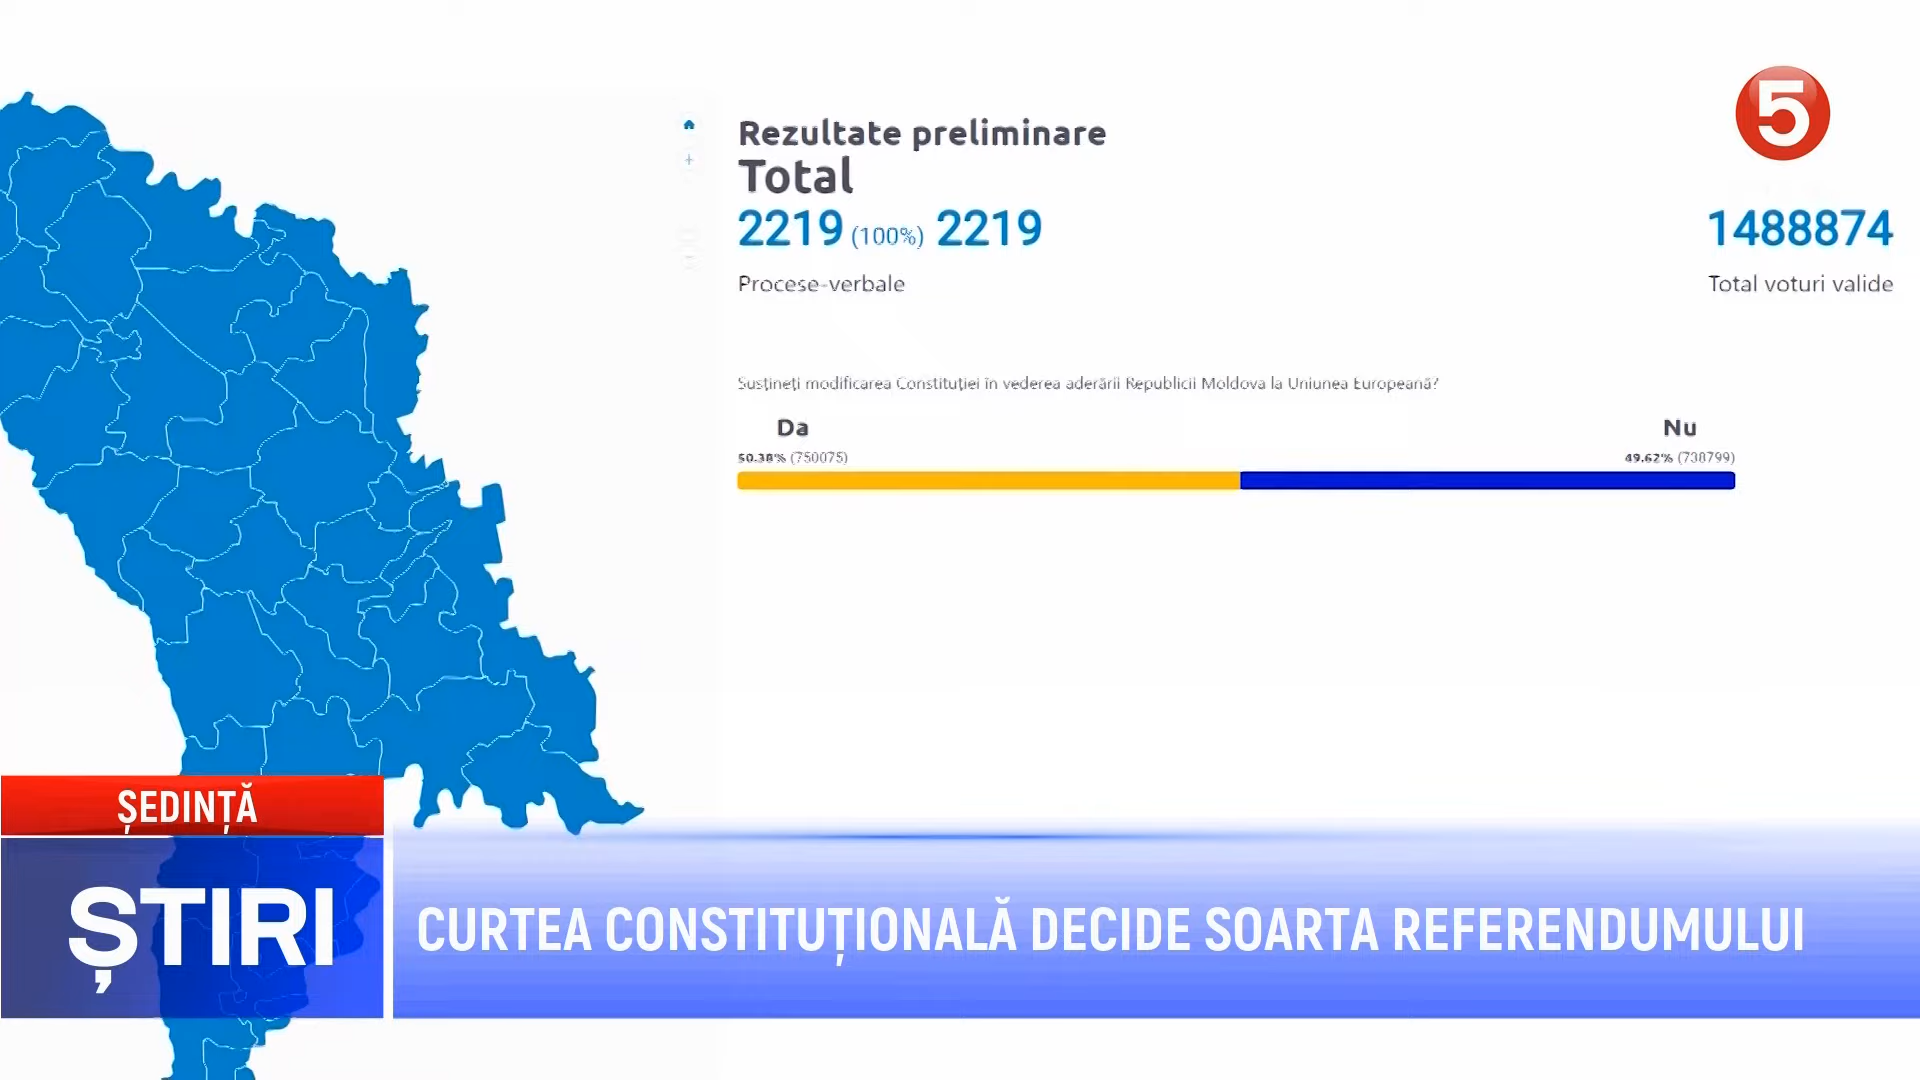 5
Rezultate preliminare
Total
2219 (100%) 2219
Procese-verbale
1488874
Total voturi valide
Susțineți modificarea Constituției în vederea aderării Republicii Moldova la Uniunea Europeană?
Da
50.38% (750075)
Nu
49.62% (738799)
ȘEDINȚĂ
ȘTIRI
CURTEA CONSTITUȚIONALĂ DECIDE SOARTA REFERENDUMULUI